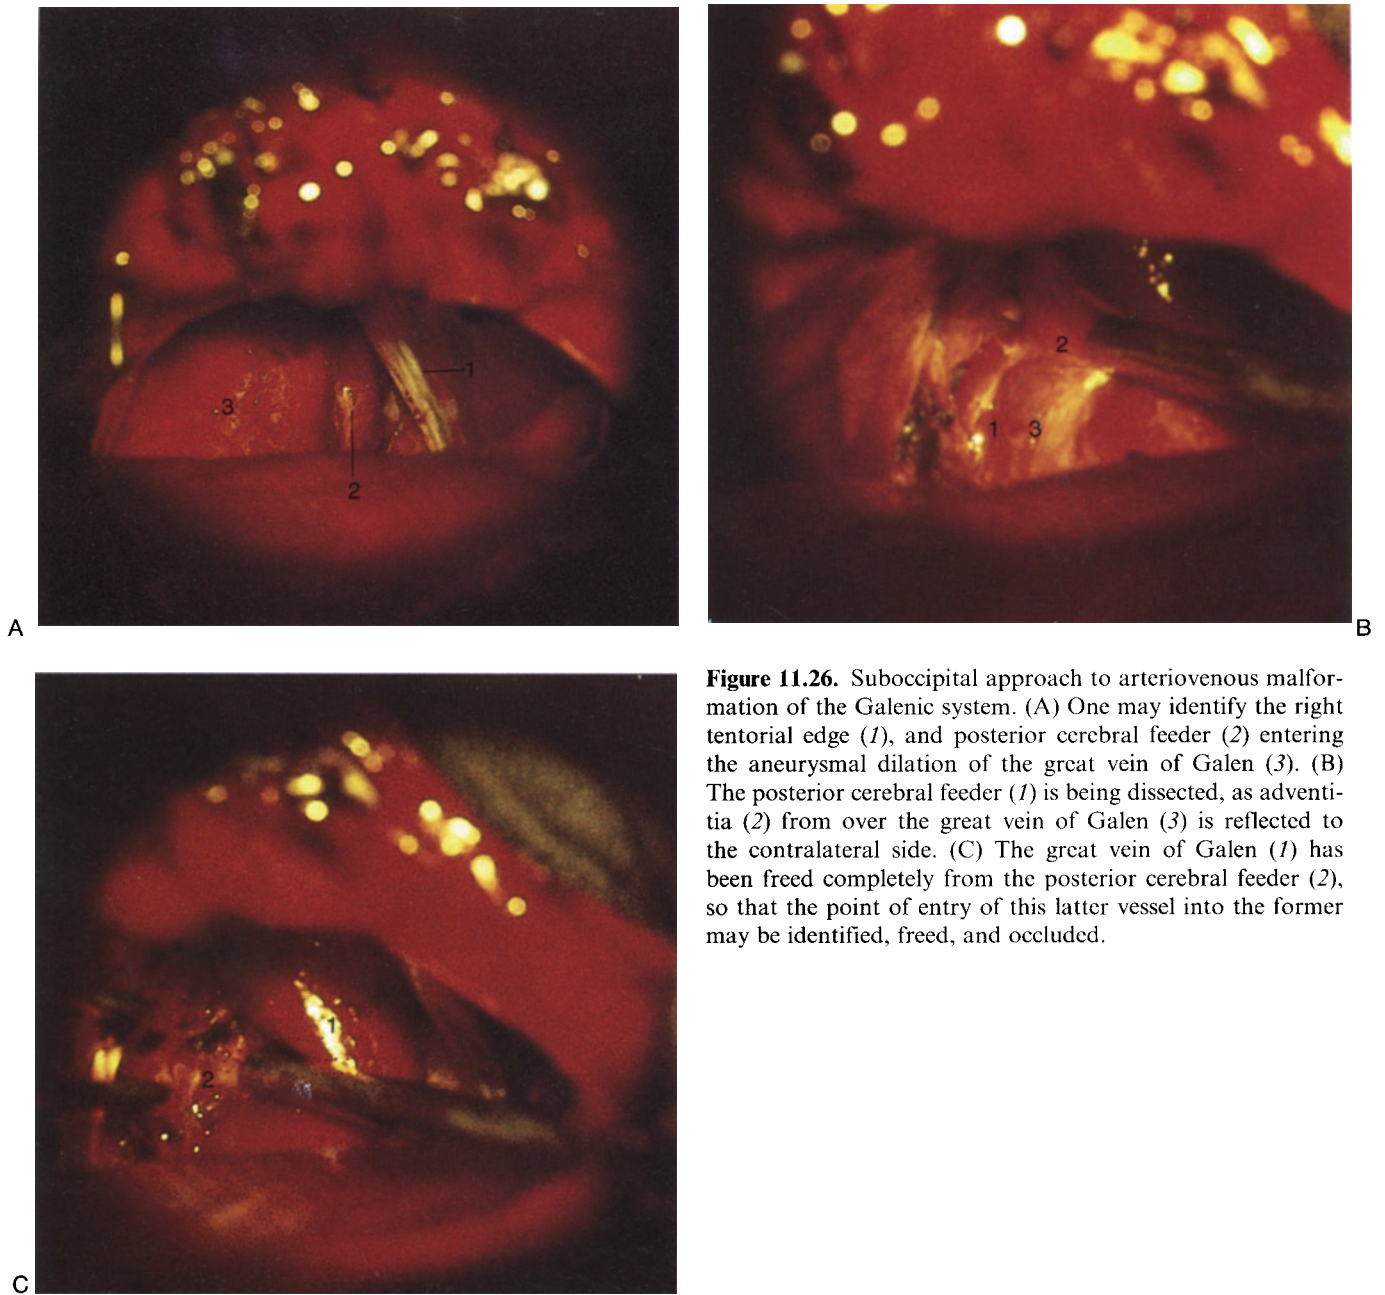 1
3
2
A
2
1 3
B
1
2
C
Figure 11.26. Suboccipital approach to arteriovenous malfor-
mation of the Galenic system. (A) One may identify the right
tentorial edge (1), and posterior cerebral feeder (2) entering
the aneurysmal dilation of the great vein of Galen (3). (B)
The posterior cerebral feeder (1) is being dissected, as adventi-
tia (2) from over the great vein of Galen (3) is reflected to
the contralateral side. (C) The great vein of Galen (1) has
been freed completely from the posterior cerebral feeder (2),
so that the point of entry of this latter vessel into the former
may be identified, freed, and occluded.